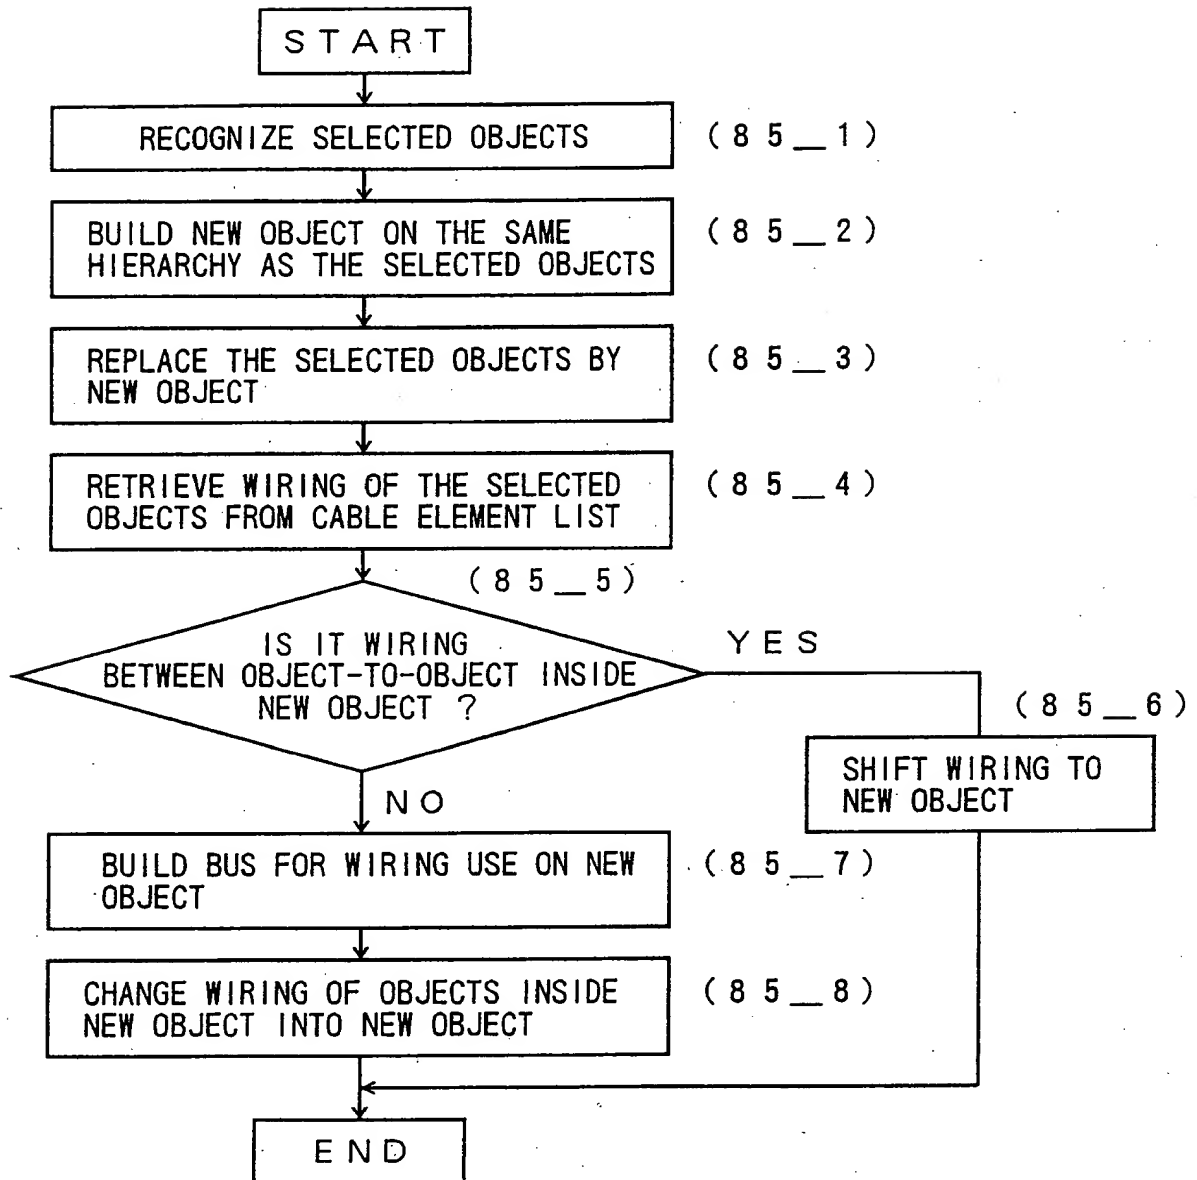 START
RECOGNIZE SELECTED OBJECTS
(85_1)
BUILD NEW OBJECT ON THE SAME
HIERARCHY AS THE SELECTED OBJECTS
(85_2)
REPLACE THE SELECTED OBJECTS BY
NEW OBJECT
(85_3)
RETRIEVE WIRING OF THE SELECTED
OBJECTS FROM CABLE ELEMENT LIST
(85_4)
(85_5)
IS IT WIRING
BETWEEN OBJECT-TO-OBJECT INSIDE
NEW OBJECT ?
YES
(85_6)
SHIFT WIRING TO
NEW OBJECT
NO
BUILD BUS FOR WIRING USE ON NEW
OBJECT
(85_7)
CHANGE WIRING OF OBJECTS INSIDE
NEW OBJECT INTO NEW OBJECT
(85_8)
END